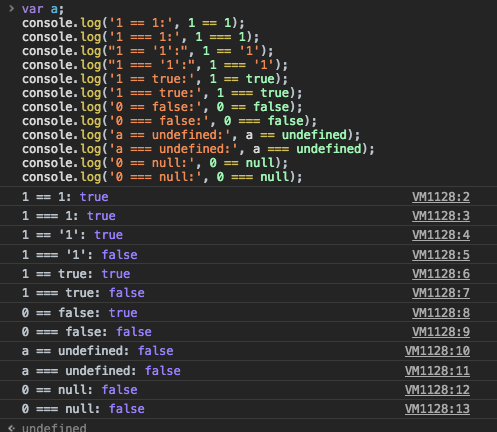 > var a;
console.log('1 == 1:', 1 == 1);
console.log('1 === 1:', 1 === 1);
console.log("1 == '1':", 1 == '1');
console.log("1 === '1':", 1 === '1');
console.log('1 == true:', 1 == true);
console.log('1 === true:', 1 === true);
console.log('0 == false:', 0 == false);
console.log('0 === false:', 0 === false);
console.log('a == undefined:', a == undefined);
console.log('a === undefined:', a === undefined);
console.log('0 == null:', 0 == null);
console.log('0 === null:', 0 === null);
1 == 1: true VM1128:2
1 === 1: true VM1128:3
1 == '1': true VM1128:4
1 === '1': false VM1128:5
1 == true: true VM1128:6
1 === true: false VM1128:7
0 == false: true VM1128:8
0 === false: false VM1128:9
a == undefined: false VM1128:10
a === undefined: false VM1128:11
0 == null: false VM1128:12
0 === null: false VM1128:13
undefined